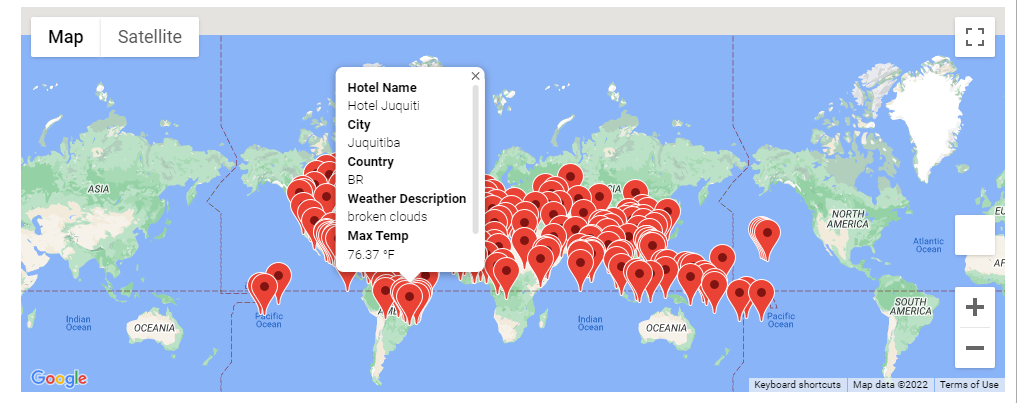 Map
Satellite
Hotel Name
Hotel Juquiti
City
Juquitiba
Country
BR
Weather Description
broken clouds
Max Temp
76.37 °F
ASIA
NORTH
AMERICA
Atlantic
Ocean
Indian
Ocean
OCEANIA
Pacific
Ocean
Indian
Ocean
OCEANIA
Pacific
Ocean
SOUTH
AMERICA
Google
Keyboard shortcuts
Map data ©2022
Terms of Use